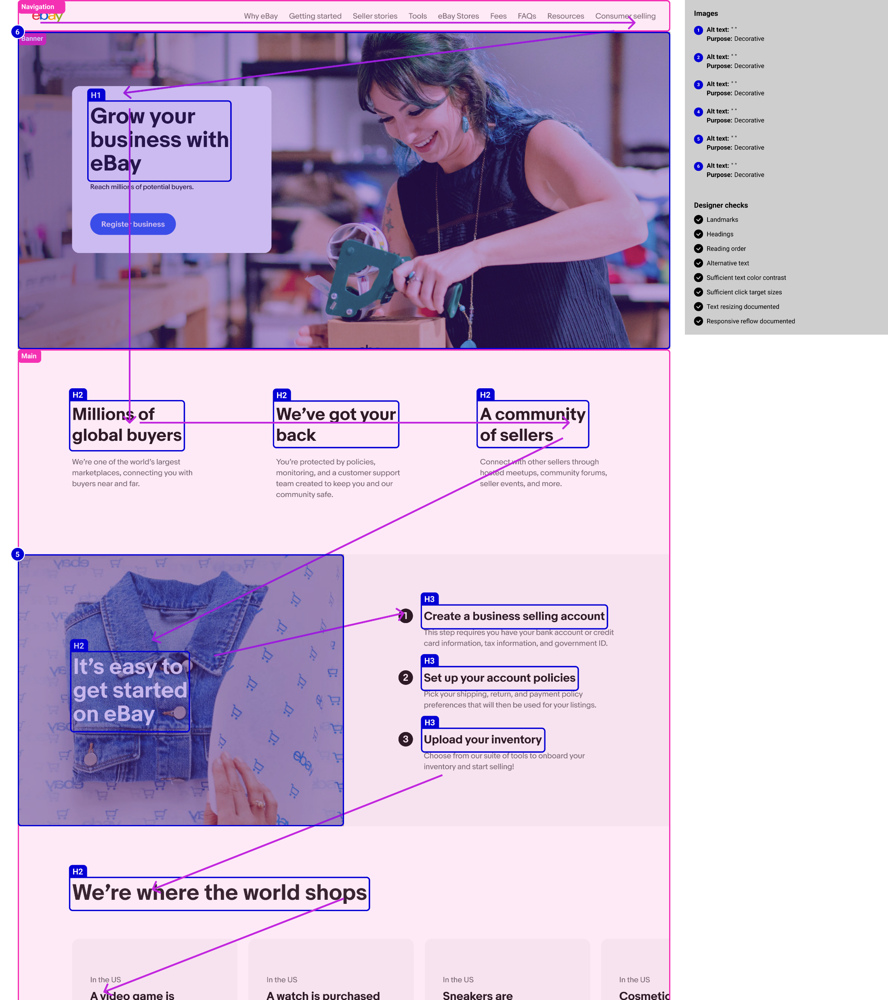 Navigation
ebay
Why eBay Getting started Seller stories Tools eBay Stores Fees FAQs Resources Consumer selling
6
Banner
H1
Grow your
business with
eBay
Reach millions of potential buyers.
Register business
Main
H2
Millions of
global buyers
We're one of the world's largest
marketplaces, connecting you with
buyers near and far.
H2
We've got your
back
You're protected by policies,
monitoring, and a customer support
team created to keep you and our
community safe.
H2
A community
of sellers
Connect with other sellers through
hosted meetups, community forums,
seller events, and more.
5
H2
It's easy to
get started
on eBay
ebay
H3
1 Create a business selling account
This step requires you have your bank account or credit
card information, tax information, and government ID.
H3
2 Set up your account policies
Pick your shipping, return, and payment policy
preferences that will then be used for your listings.
H3
3 Upload your inventory
Choose from our suite of tools to onboard your
inventory and start selling!
H2
We're where the world shops
In the US
A video game is
In the US
A watch is purchased
In the US
Sneakers are
In the US
Cosmetic
Images
1 Alt text: " "
Purpose: Decorative
2 Alt text: " "
Purpose: Decorative
3 Alt text: " "
Purpose: Decorative
4 Alt text: " "
Purpose: Decorative
5 Alt text: " "
Purpose: Decorative
6 Alt text: " "
Purpose: Decorative
Designer checks
Landmarks
Headings
Reading order
Alternative text
Sufficient text color contrast
Sufficient click target sizes
Text resizing documented
Responsive reflow documented